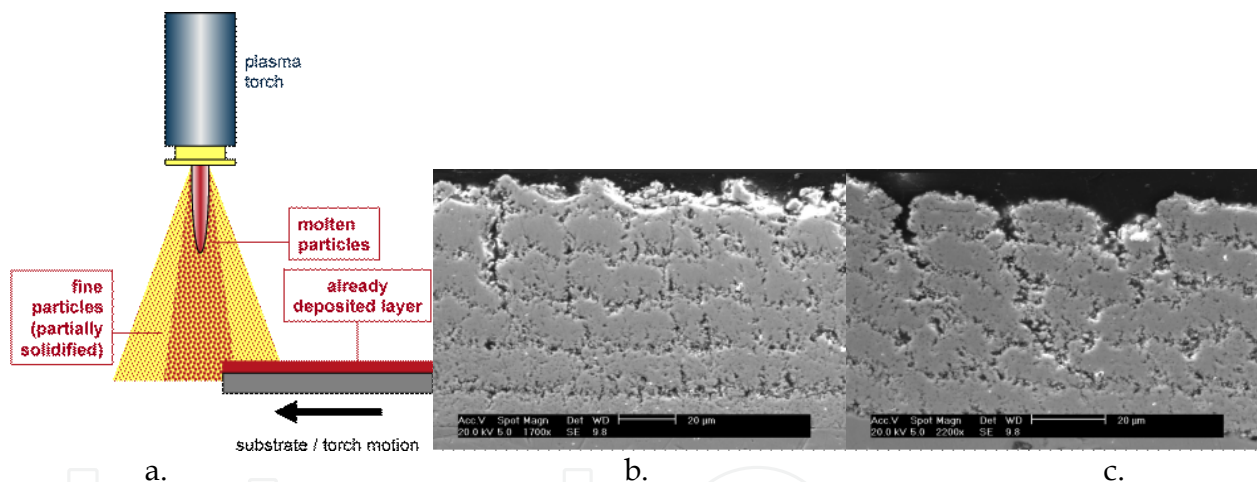 plasma
torch
molten
particles
already
deposited layer
fine
particles
(partially
solidified)
substrate / torch motion
Acc.V Spot Magn Det WD 20 µm
20.0 kV 5.0 1700x SE 9.8
Acc.V Spot Magn Det WD 20 µm
20.0 kV 5.0 2200x SE 9.8
a. b. c.